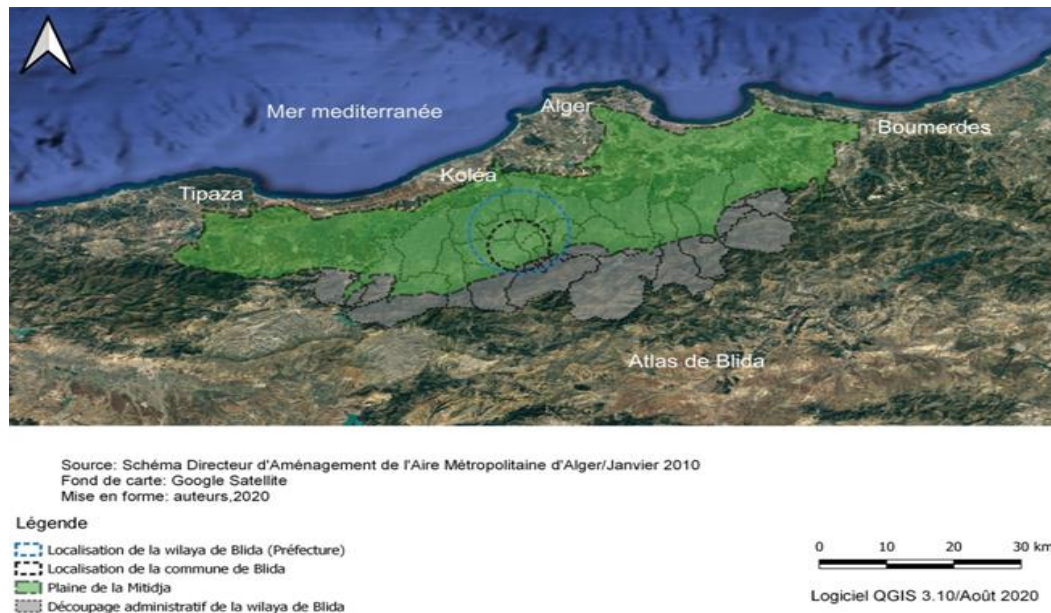 Mer mediterranée
Alger
Boumerdes
Koléa
Tipaza
Atlas de Blida
Source: Schéma Directeur d'Aménagement de l'Aire Métropolitaine d'Alger/Janvier 2010
Fond de carte: Google Satellite
Mise en forme: auteurs,2020
Légende
Localisation de la wilaya de Blida (Préfecture)
Localisation de la commune de Blida
Plaine de la Mitidja
Découpage administratif de la wilaya de Blida
0 10 20 30 km
Logiciel QGIS 3.10/Août 2020